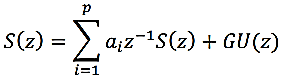 $$S(z) = \sum_{i=1}^{p} a_i z^{-1} S(z) + GU(z)$$